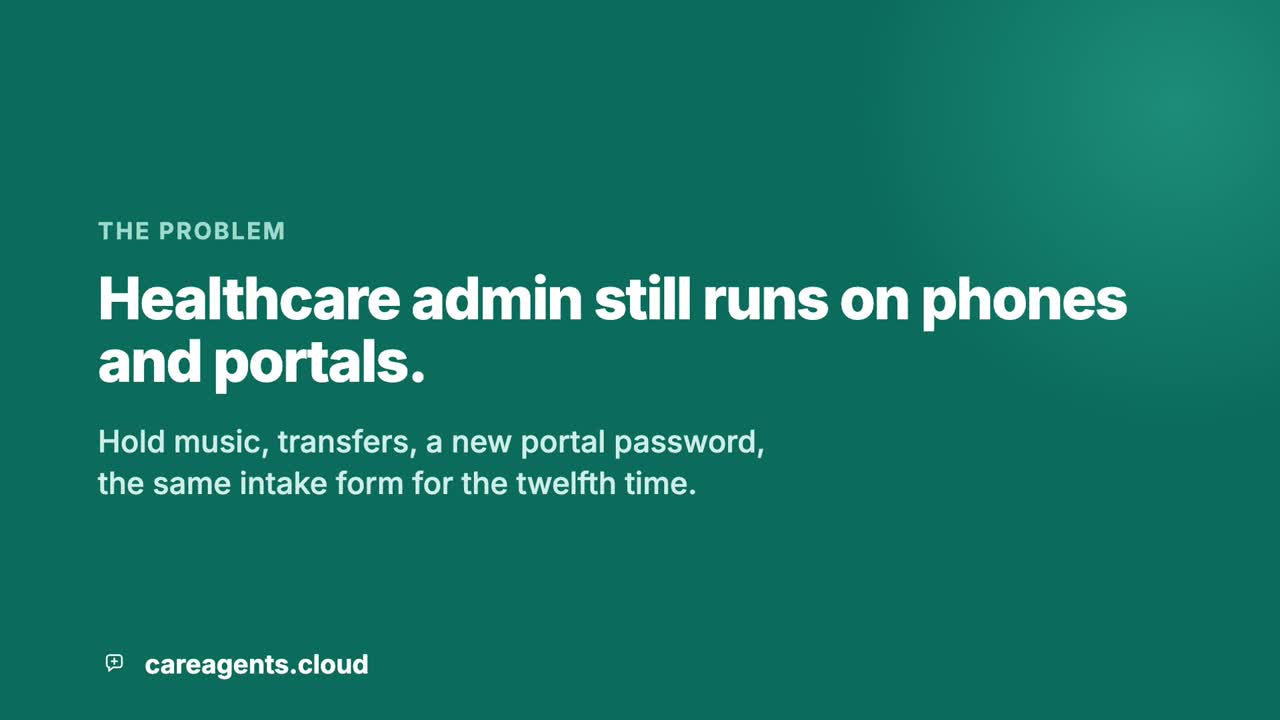 THE PROBLEM
Healthcare admin still runs on phones
and portals.
Hold music, transfers, a new portal password,
the same intake form for the twelfth time.
careagents.cloud